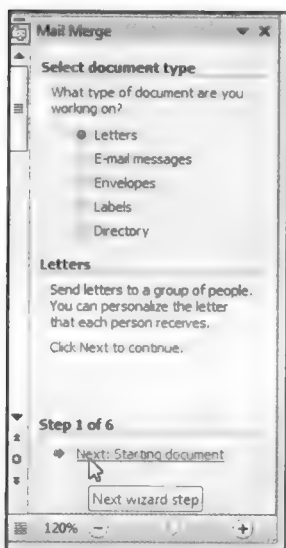 Mail Merge
Select document type
What type of document are you
working on?
Letters
E-mail messages
Envelopes
Labels
Directory
Letters
Send letters to a group of people.
You can personalize the letter
that each person receives.
Click Next to continue.
Step 1 of 6
Next: Starting document
Next wizard step
120%